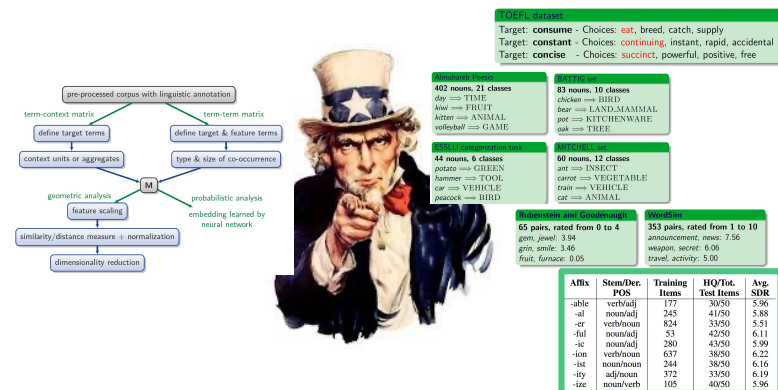 TOEFL dataset
Target: consume - Choices: eat, breed, catch, supply
Target: constant - Choices: continuing, instant, rapid, accidental
Target: concise - Choices: succinct, powerful, positive, free
pre-processed corpus with linguistic annotation
term-context matrix
term-term matrix
define target terms
define target & feature terms
context units or aggregates
type & size of co-occurrence
M
geometric analysis
probabilistic analysis
feature scaling
embedding learned by
neural network
similarity/distance measure + normalization
dimensionality reduction
Almuhareb Poesio
402 nouns, 21 classes
day ⟹ TIME
kiwi ⟹ FRUIT
kitten ⟹ ANIMAL
volleyball ⟹ GAME
BATTIG set
83 nouns, 10 classes
chicken ⟹ BIRD
bear ⟹ LAND_MAMMAL
pot ⟹ KITCHENWARE
oak ⟹ TREE
ESSLLI categorization task
44 nouns, 6 classes
potato ⟹ GREEN
hammer ⟹ TOOL
car ⟹ VEHICLE
peacock ⟹ BIRD
MITCHELL set
60 nouns, 12 classes
ant ⟹ INSECT
carrot ⟹ VEGETABLE
train ⟹ VEHICLE
cat ⟹ ANIMAL
Rubenstein and Goodenough
65 pairs, rated from 0 to 4
gem, jewel: 3.94
grin, smile: 3.46
fruit, furnace: 0.05
WordSim
353 pairs, rated from 1 to 10
announcement, news: 7.56
weapon, secret: 6.06
travel, activity: 5.00
Affix Stem/Der. Training HQ/Tot. Avg.
POS Items Test Items SDR
-able verb/adj 177 30/50 5.96
-al noun/adj 245 41/50 5.88
-er verb/noun 824 33/50 5.51
-ful noun/adj 53 42/50 6.11
-ic noun/adj 280 43/50 5.99
-ion verb/noun 637 38/50 6.22
-ist noun/noun 244 38/50 6.16
-ity adj/noun 372 33/50 6.19
-ize noun/verb 105 40/50 5.96